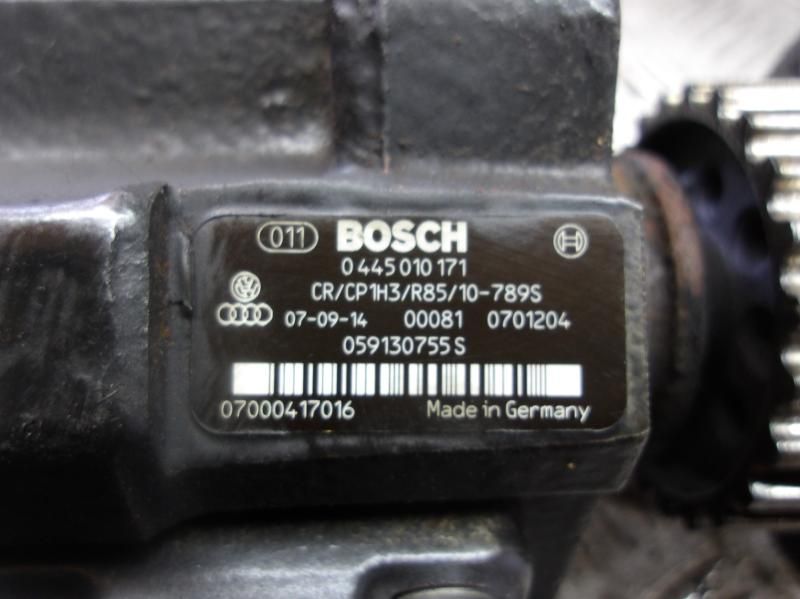 011 BOSCH
0 445 010 171
CR/CP1H3/R85/10-789S
07-09-14 00081 0701204
059130755 S
07000417016 Made in Germany